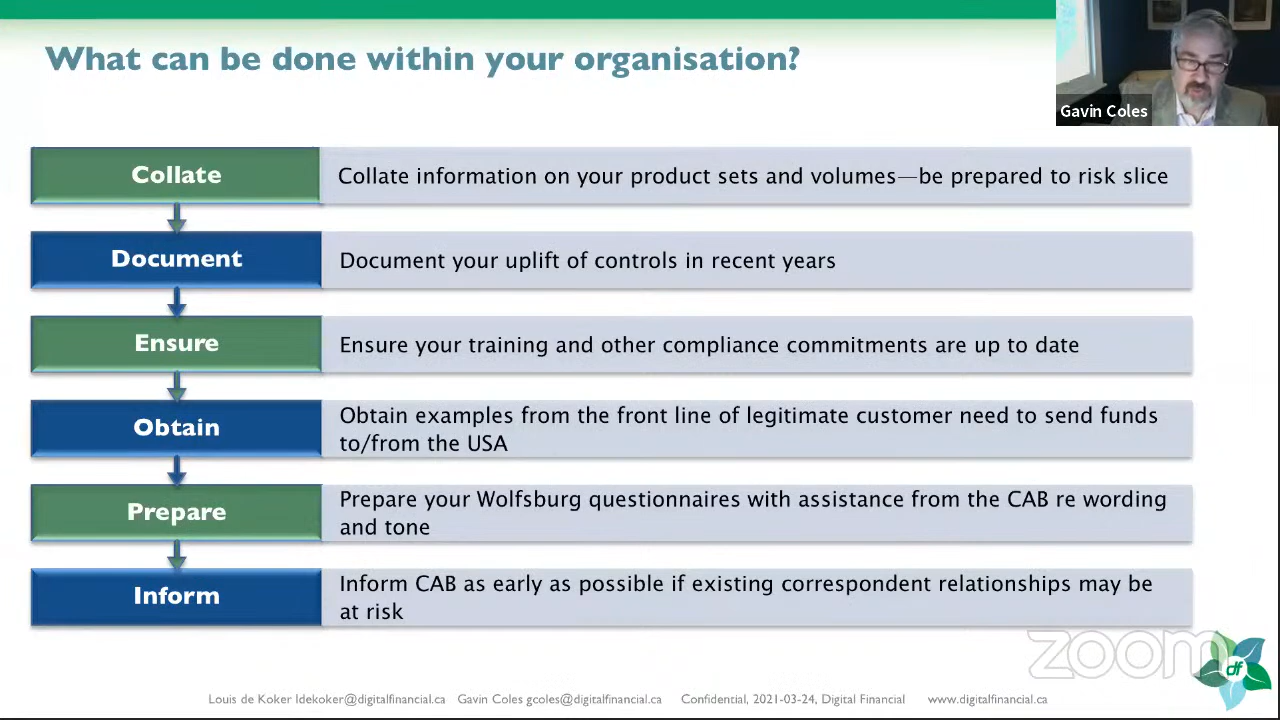 What can be done within your organisation?
Gavin Coles
Collate
Collate information on your product sets and volumes—be prepared to risk slice
Document
Document your uplift of controls in recent years
Ensure
Ensure your training and other compliance commitments are up to date
Obtain
Obtain examples from the front line of legitimate customer need to send funds
to/from the USA
Prepare
Prepare your Wolfsburg questionnaires with assistance from the CAB re wording
and tone
Inform
Inform CAB as early as possible if existing correspondent relationships may be
at risk
zoom
df
Louis de Koker ldekoker@digitalfinancial.ca Gavin Coles gcoles@digitalfinancial.ca Confidential, 2021-03-24, Digital Financial www.digitalfinancial.ca